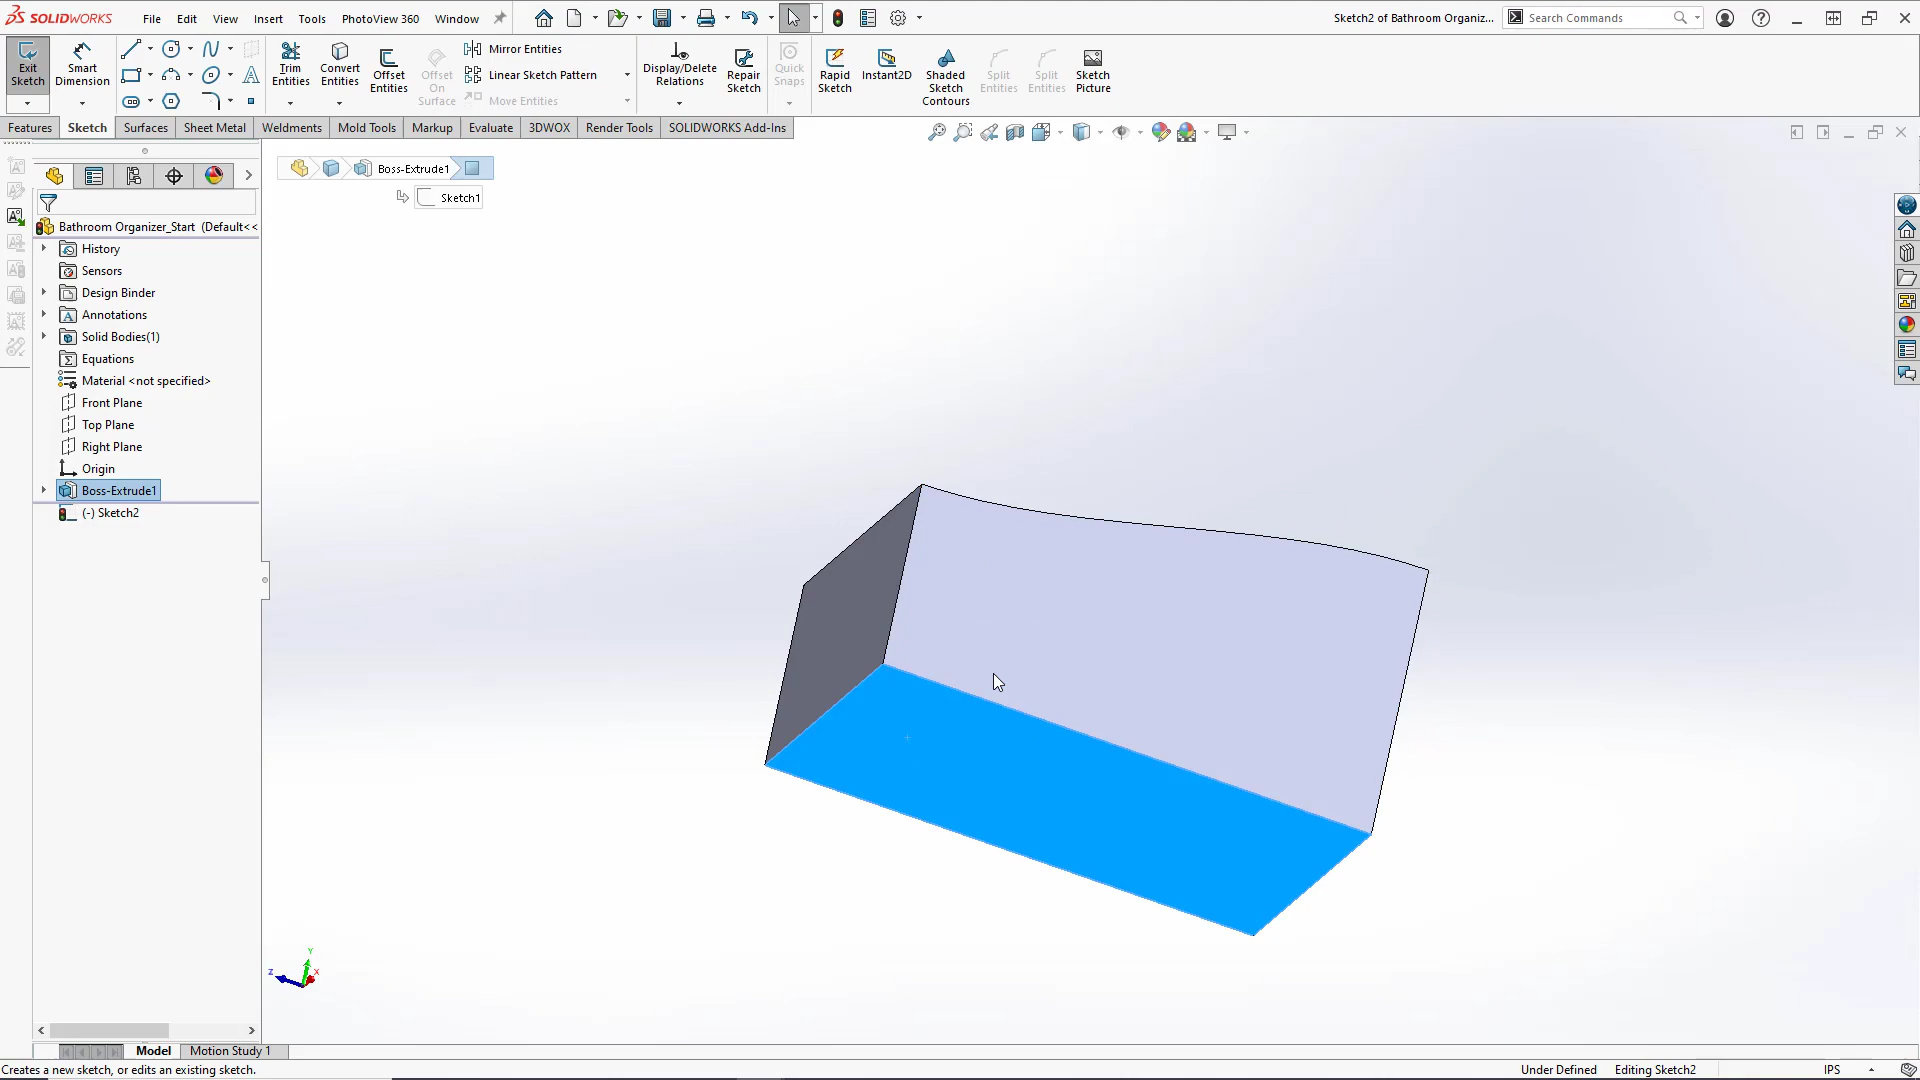 SOLIDWORKS
File
Edit
View
Insert
Tools
PhotoView 360
Window
Sketch2 of Bathroom Organiz...
Search Commands
Exit Sketch
Smart Dimension
Trim Entities
Convert Entities
Offset Entities
Offset On Surface
Mirror Entities
Linear Sketch Pattern
Move Entities
Display/Delete Relations
Repair Sketch
Quick Snaps
Rapid Sketch
Instant2D
Shaded Sketch Contours
Split Entities
Split Entities
Sketch Picture
Features
Sketch
Surfaces
Sheet Metal
Weldments
Mold Tools
Markup
Evaluate
3DWOX
Render Tools
SOLIDWORKS Add-Ins
Boss-Extrude1
Sketch1
Bathroom Organizer_Start (Default<<
History
Sensors
Design Binder
Annotations
Solid Bodies(1)
Equations
Material <not specified>
Front Plane
Top Plane
Right Plane
Origin
Boss-Extrude1
(-) Sketch2
Y
Z
X
Model
Motion Study 1
Creates a new sketch, or edits an existing sketch.
Under Defined
Editing Sketch2
IPS